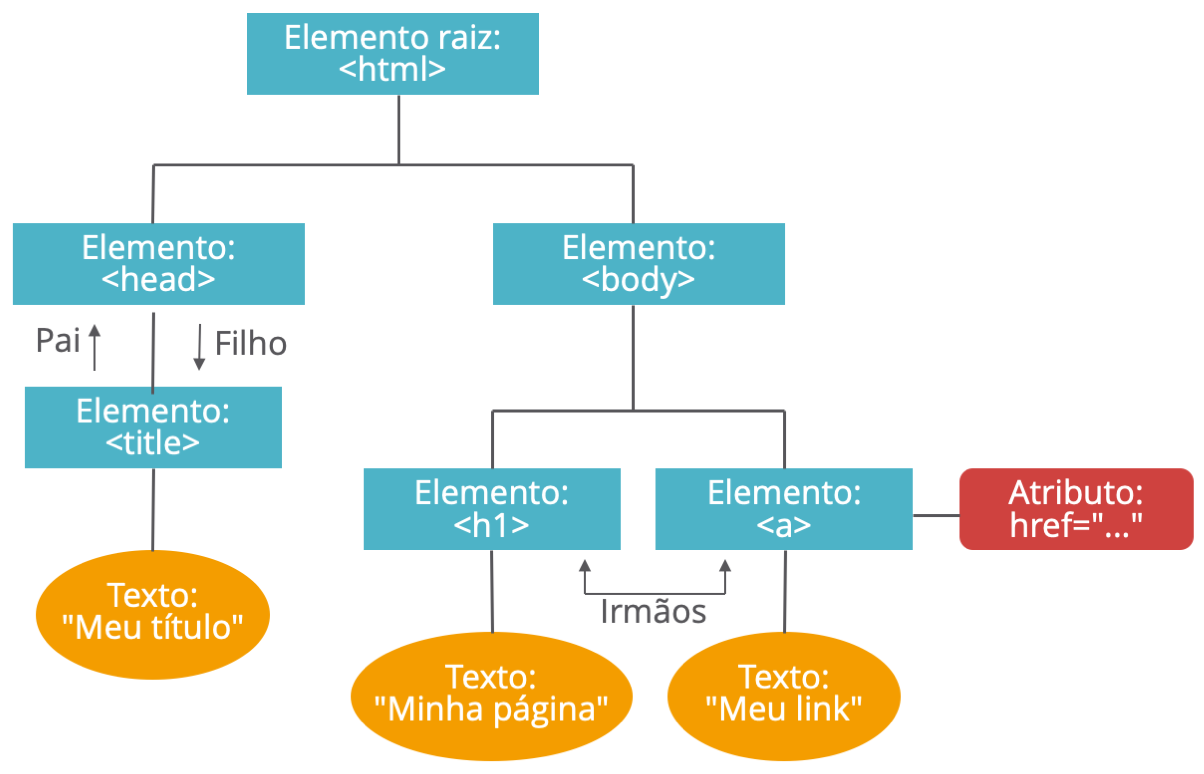 Elemento raiz:
<html>
Elemento:
<head>
Elemento:
<body>
Pai
Filho
Elemento:
<title>
Elemento:
<h1>
Elemento:
<a>
Atributo:
href="..."
Irmãos
Texto:
"Meu título"
Texto:
"Minha página"
Texto:
"Meu link"